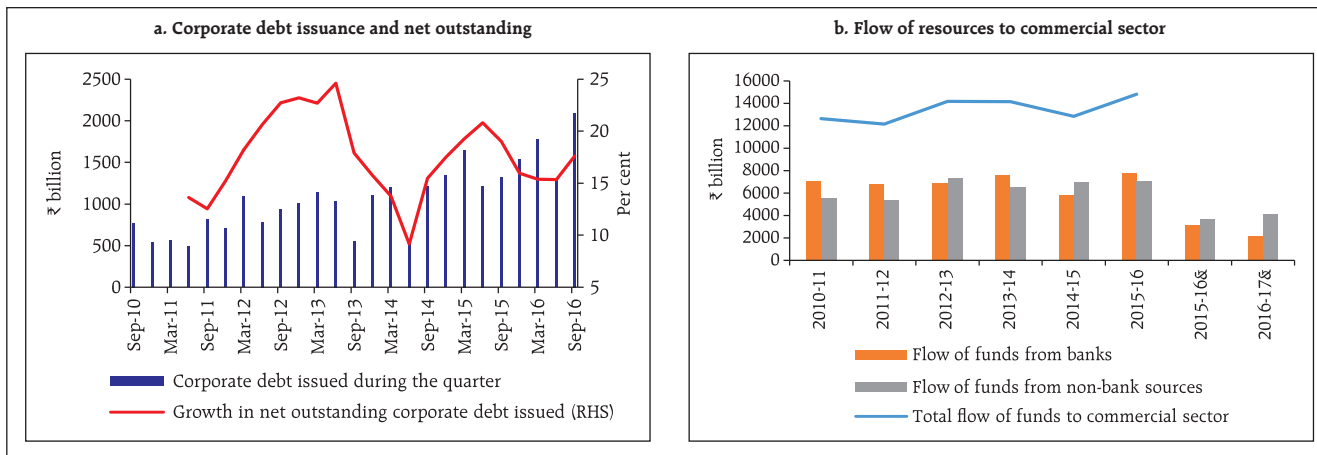 a. Corporate debt issuance and net outstanding
2500
2000
1500
1000
500
0
₹ billion
25
20
15
10
5
Per cent
Sep-10
Mar-11
Sep-11
Mar-12
Sep-12
Mar-13
Sep-13
Mar-14
Sep-14
Mar-15
Sep-15
Mar-16
Sep-16
Corporate debt issued during the quarter
Growth in net outstanding corporate debt issued (RHS)
b. Flow of resources to commercial sector
16000
14000
12000
10000
8000
6000
4000
2000
0
₹ billion
2010-11
2011-12
2012-13
2013-14
2014-15
2015-16
2015-16&
2016-17&
Flow of funds from banks
Flow of funds from non-bank sources
Total flow of funds to commercial sector